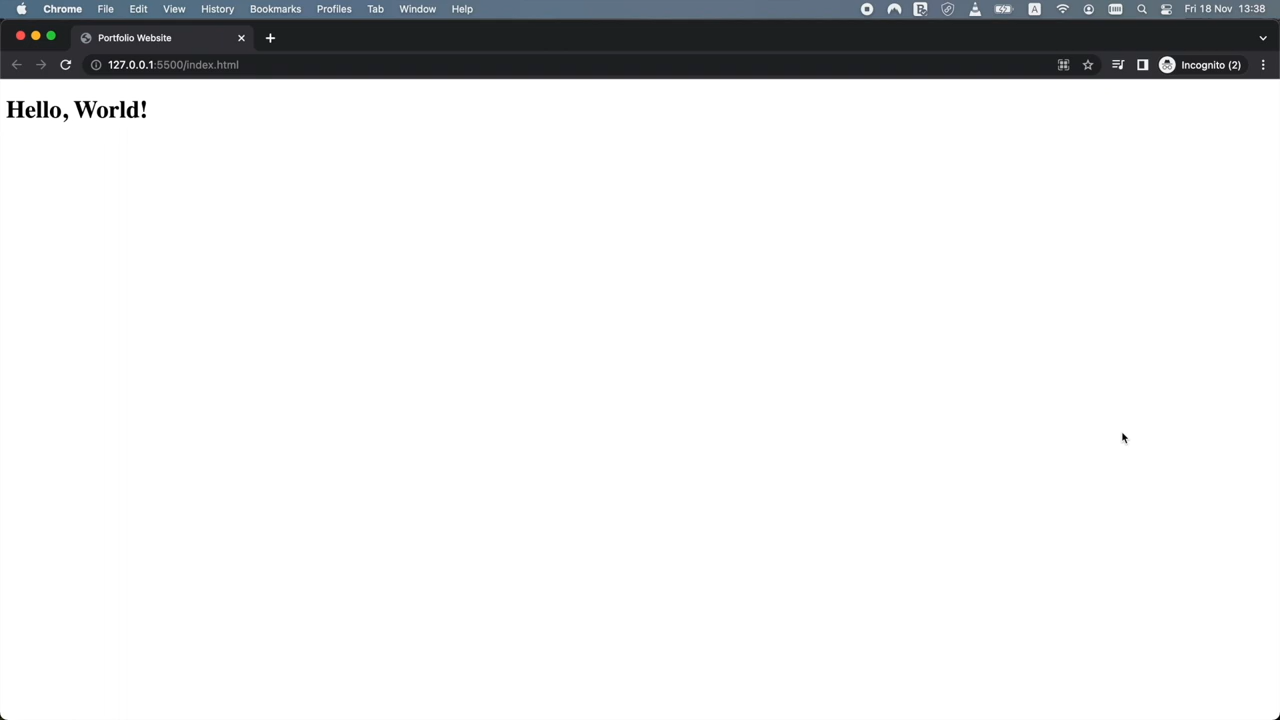 Chrome File Edit View History Bookmarks Profiles Tab Window Help A Fri 18 Nov 13:38
Portfolio Website
127.0.0.1:5500/index.html Incognito (2)
Hello, World!